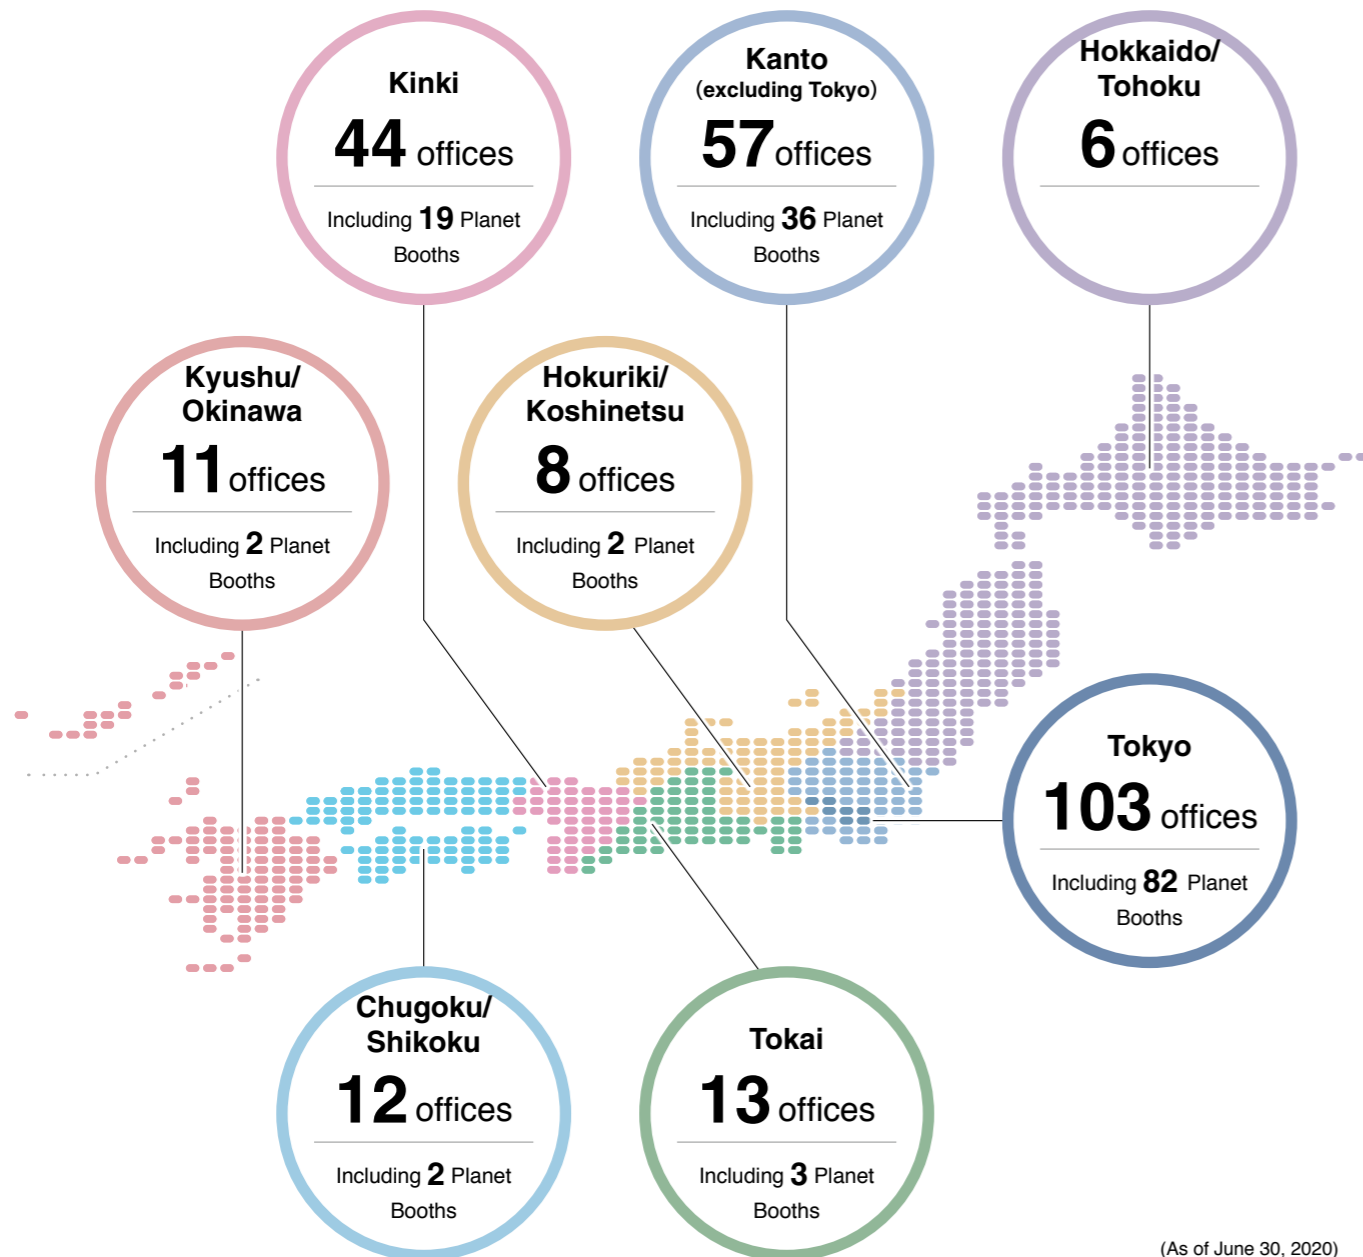 Kinki
44 offices
Including 19 Planet
Booths
Kanto
(excluding Tokyo)
57 offices
Including 36 Planet
Booths
Hokkaido/
Tohoku
6 offices
Kyushu/
Okinawa
11 offices
Including 2 Planet
Booths
Hokuriki/
Koshinetsu
8 offices
Including 2 Planet
Booths
Tokyo
103 offices
Including 82 Planet
Booths
Chugoku/
Shikoku
12 offices
Including 2 Planet
Booths
Tokai
13 offices
Including 3 Planet
Booths
(As of June 30, 2020)